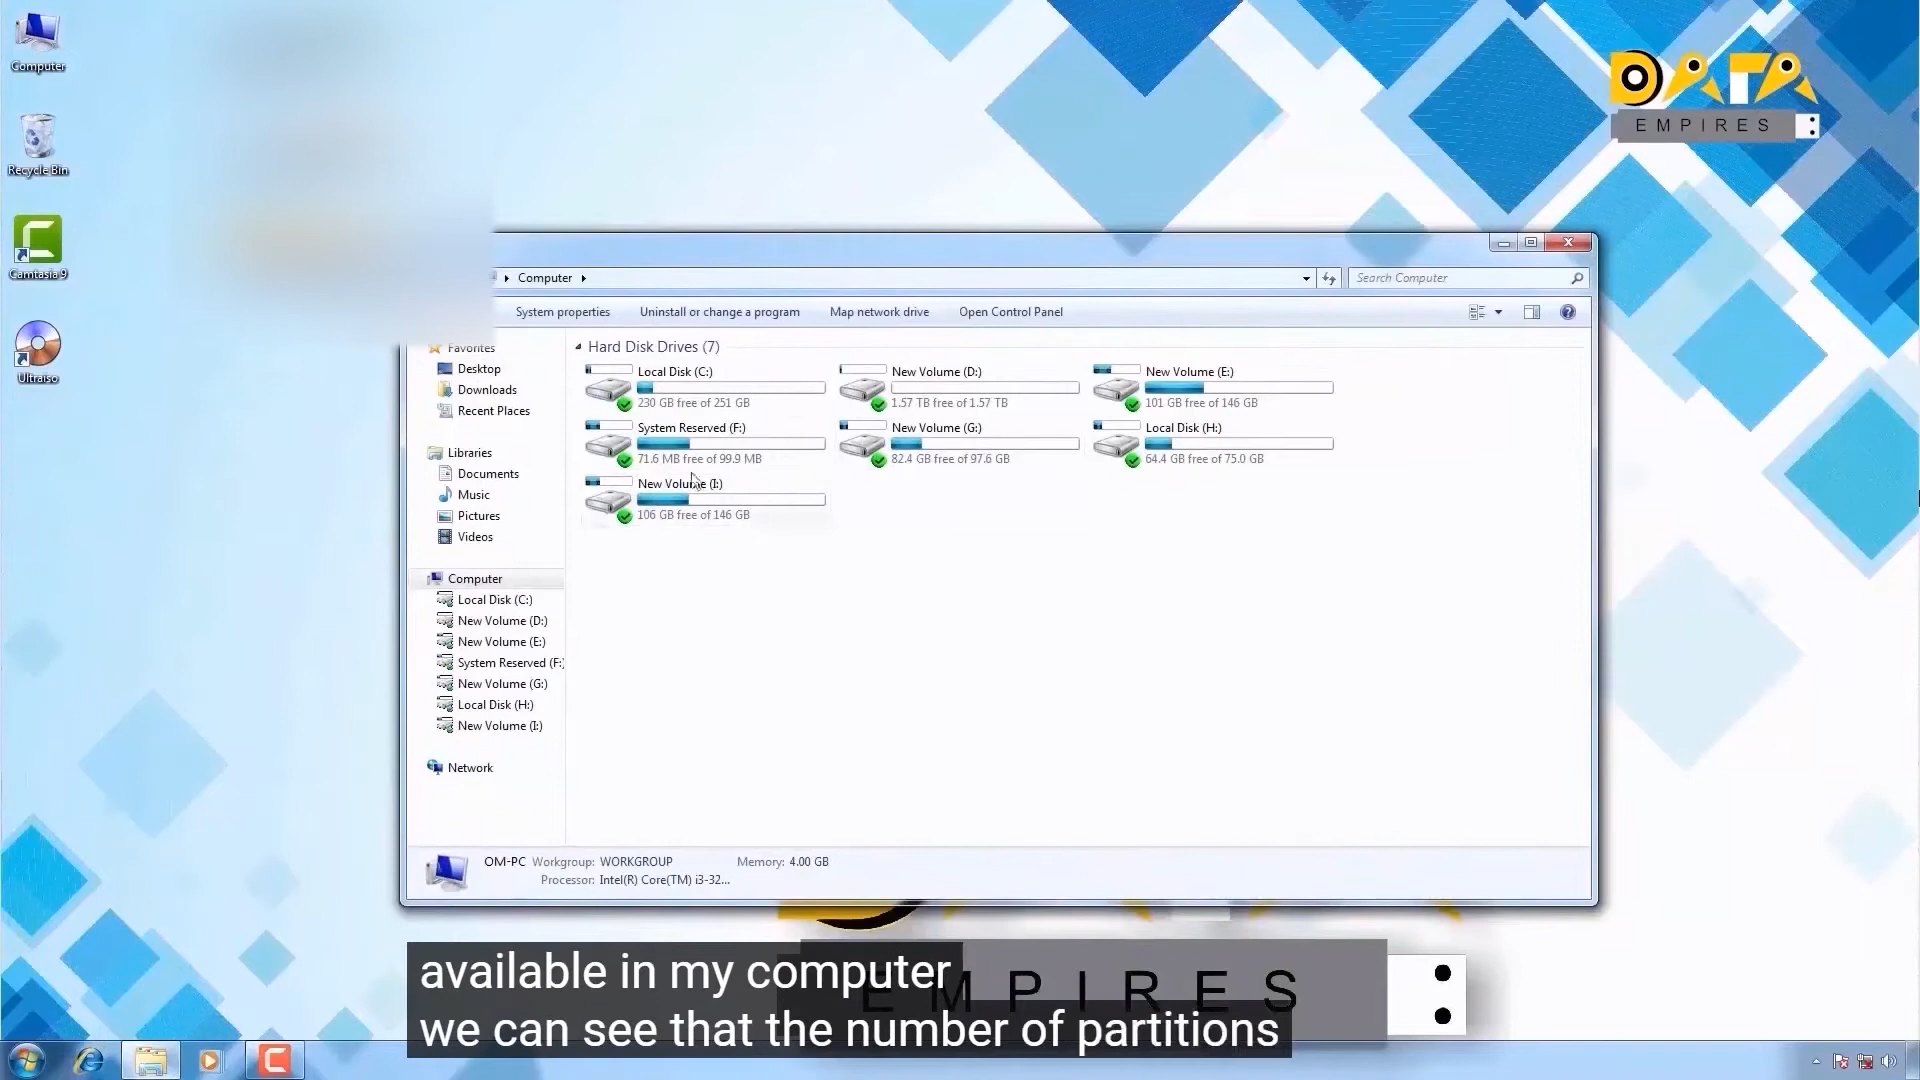 Computer
Recycle Bin
Camtasia 9
Ultraiso
DATA
EMPIRES
Computer
Search Computer
System properties
Uninstall or change a program
Map network drive
Open Control Panel
Favorites
Desktop
Downloads
Recent Places
Libraries
Documents
Music
Pictures
Videos
Computer
Local Disk (C:)
New Volume (D:)
New Volume (E:)
System Reserved (F:)
New Volume (G:)
Local Disk (H:)
New Volume (I:)
Network
Hard Disk Drives (7)
Local Disk (C:)
230 GB free of 251 GB
New Volume (D:)
1.57 TB free of 1.57 TB
New Volume (E:)
101 GB free of 146 GB
System Reserved (F:)
71.6 MB free of 99.9 MB
New Volume (G:)
82.4 GB free of 97.6 GB
Local Disk (H:)
64.4 GB free of 75.0 GB
New Volume (I:)
106 GB free of 146 GB
OM-PC Workgroup: WORKGROUP Memory: 4.00 GB
Processor: Intel(R) Core(TM) i3-32...
EMPIRES
available in my computer
we can see that the number of partitions